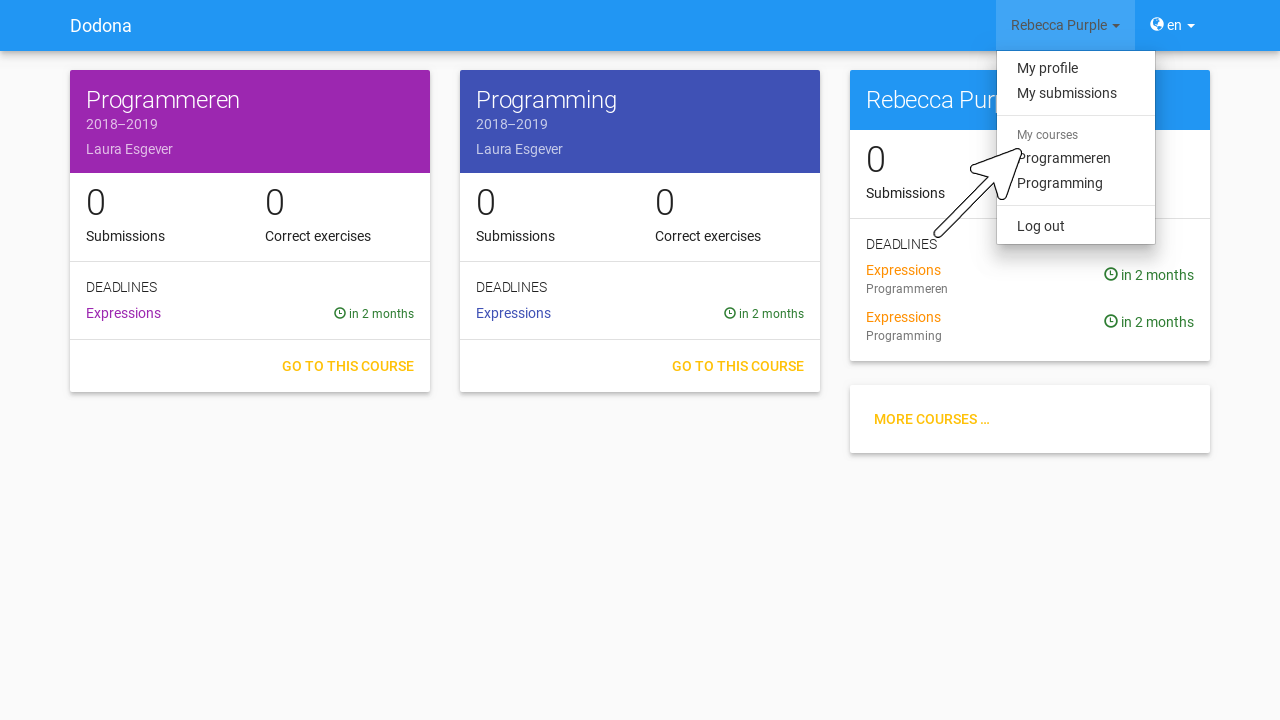 Dodona
Rebecca Purple
en
Programmeren
2018–2019
Laura Esgever
0
0
Submissions
Correct exercises
DEADLINES
Expressions
in 2 months
GO TO THIS COURSE
Programming
2018–2019
Laura Esgever
0
0
Submissions
Correct exercises
DEADLINES
Expressions
in 2 months
GO TO THIS COURSE
Rebecca
0
Submissions
DEADLINES
Expressions
in 2 months
Programmeren
Expressions
in 2 months
Programming
MORE COURSES ...
My profile
My submissions
My courses
Programmeren
Programming
Log out